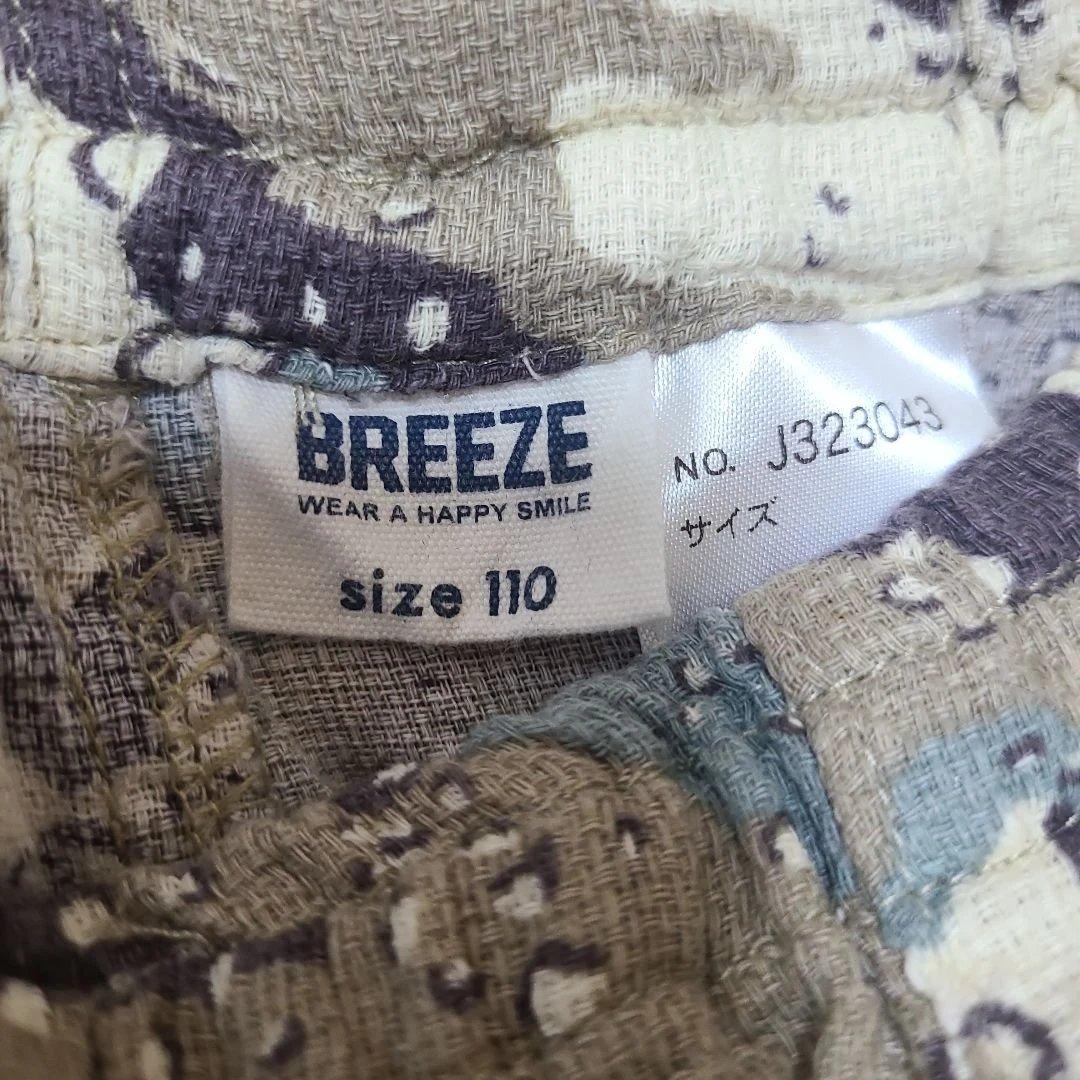 BREEZE
WEAR A HAPPY SMILE
size 110
NO. J323043
サイズ